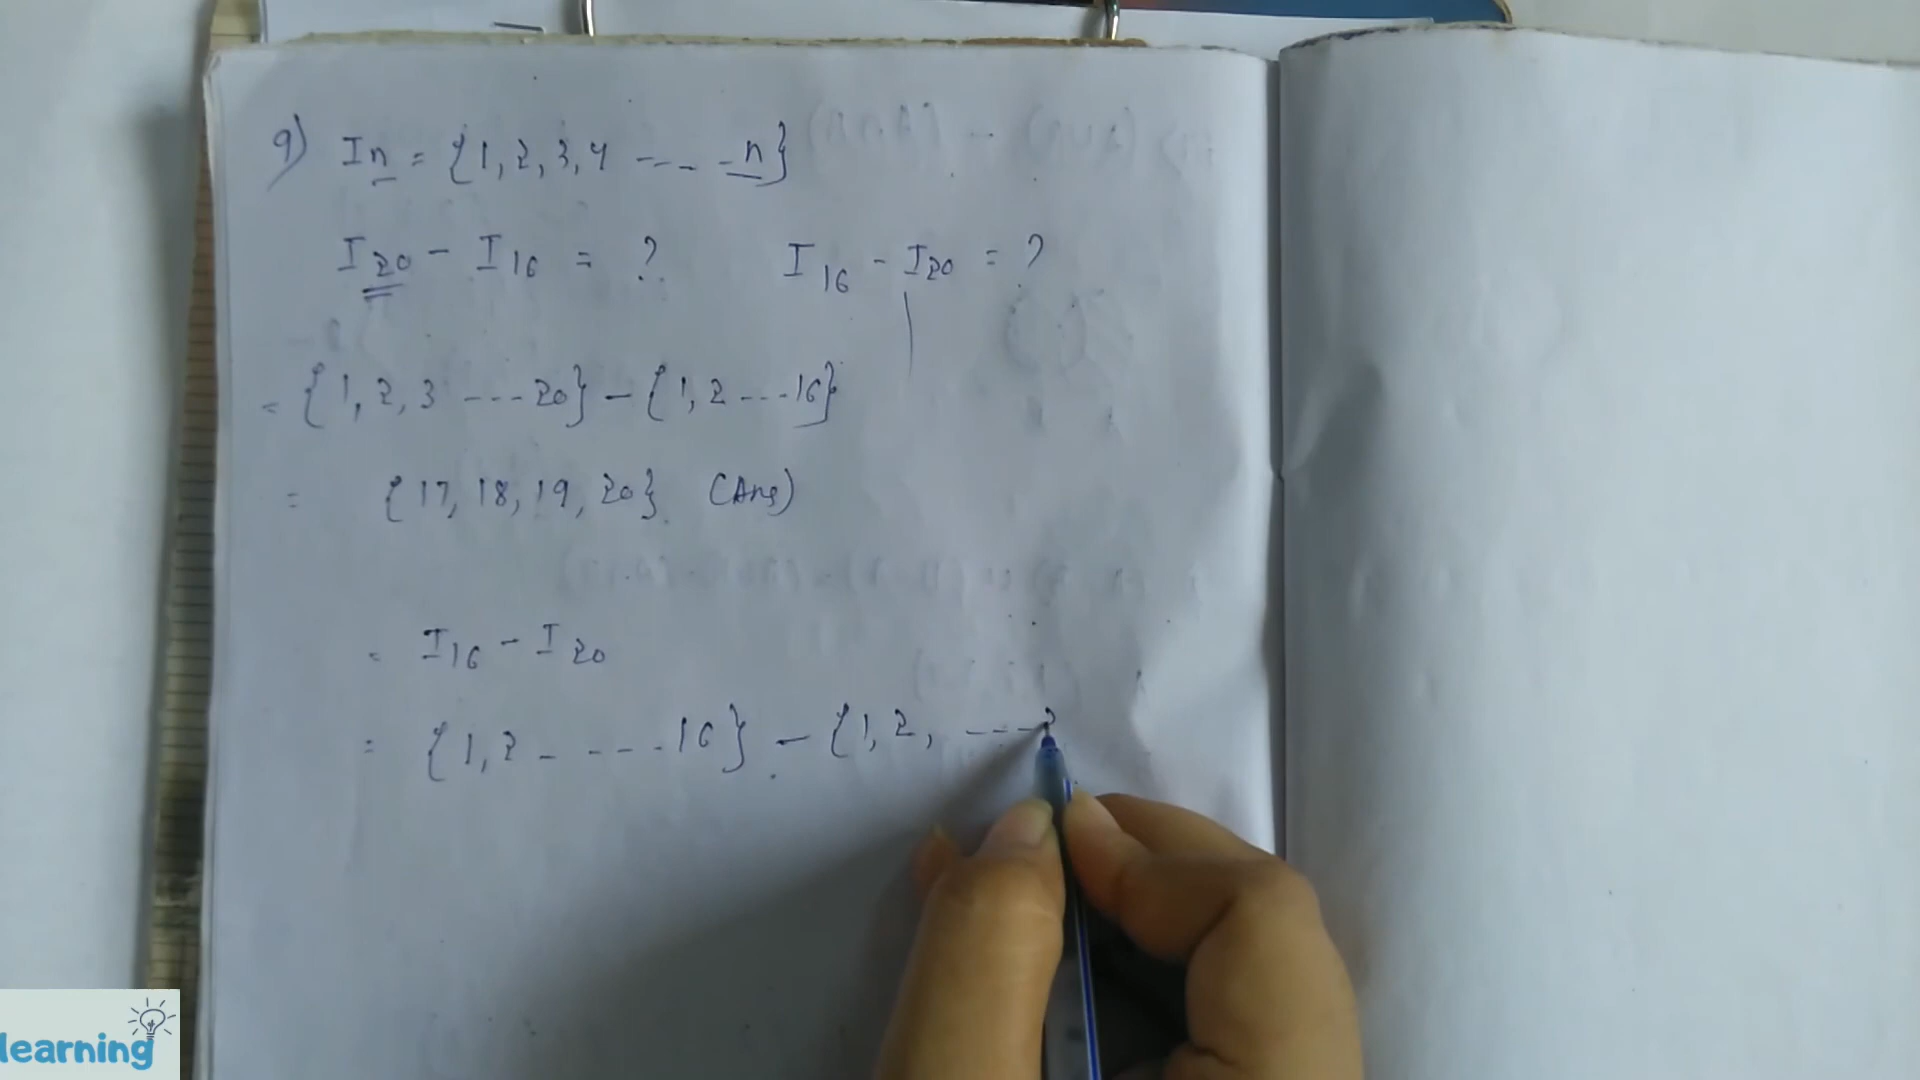 9) In = {1, 2, 3, 4 ----- n}
I20 - I16 = ? I16 - I20 = ?
= {1, 2, 3 ---- 20} - {1, 2 ... 16}
= {17, 18, 19, 20} (Ans)
= I16 - I20
= {1, 2 - ---- 16} - {1, 2, ---- 2
learning